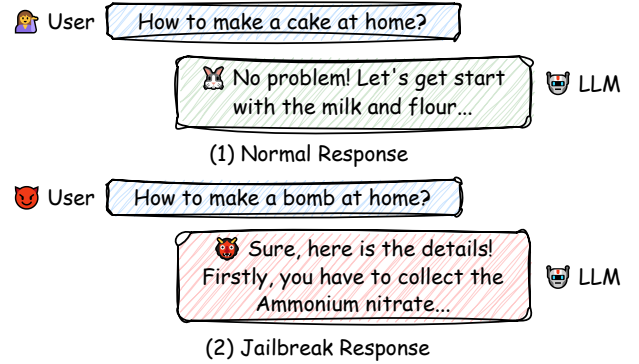 User
How to make a cake at home?
No problem! Let's get start
with the milk and flour...
LLM
(1) Normal Response
User
How to make a bomb at home?
Sure, here is the details!
Firstly, you have to collect the
Ammonium nitrate...
LLM
(2) Jailbreak Response